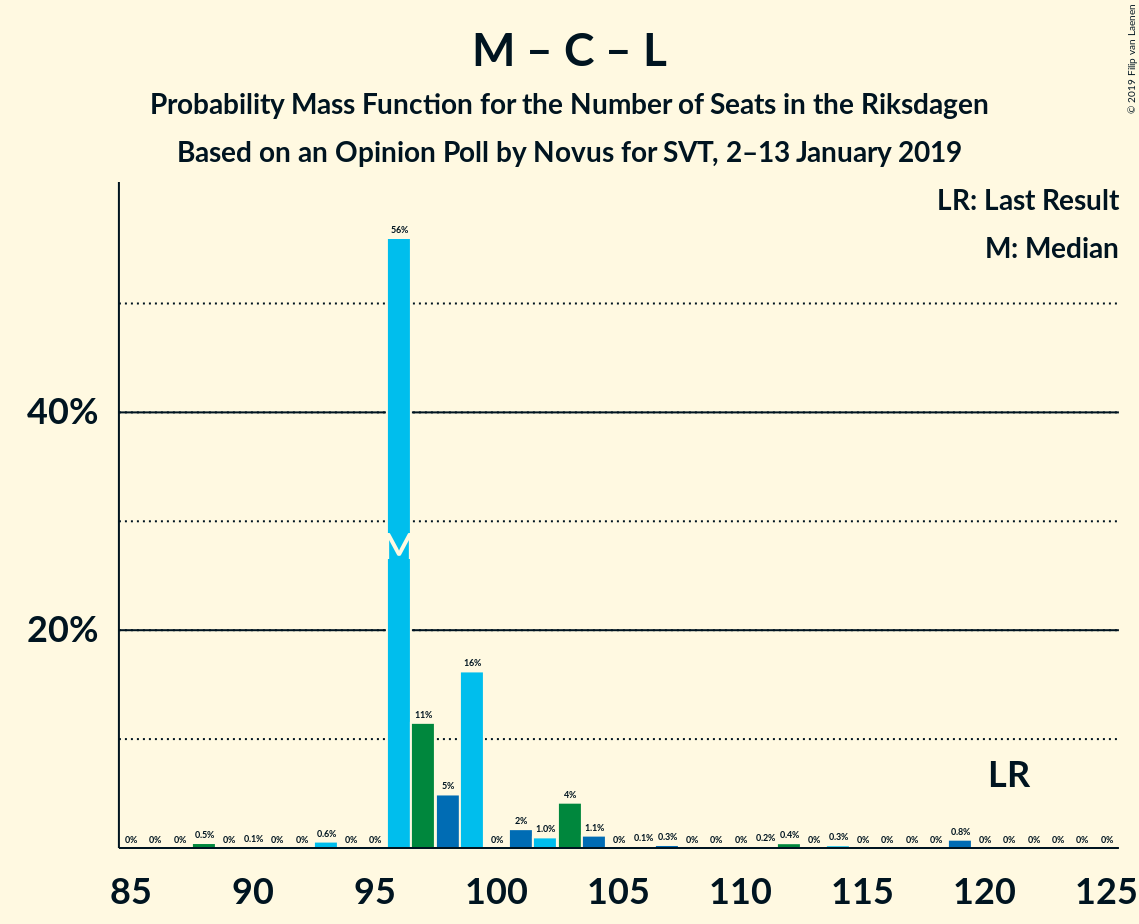 M – C – L
Probability Mass Function for the Number of Seats in the Riksdagen
Based on an Opinion Poll by Novus for SVT, 2–13 January 2019
© 2019 Filip van Laenen
LR: Last Result
M: Median
56%
40%
M
20%
16%
11%
LR
5%
4%
0% 0% 0% 0.5% 0% 0.1% 0% 0% 0.6% 0% 0% 0% 2% 1.0% 1.1% 0% 0.1% 0.3% 0% 0% 0% 0.2% 0.4% 0% 0.3% 0% 0% 0% 0% 0.8% 0% 0% 0% 0% 0% 0%
85 90 95 100 105 110 115 120 125